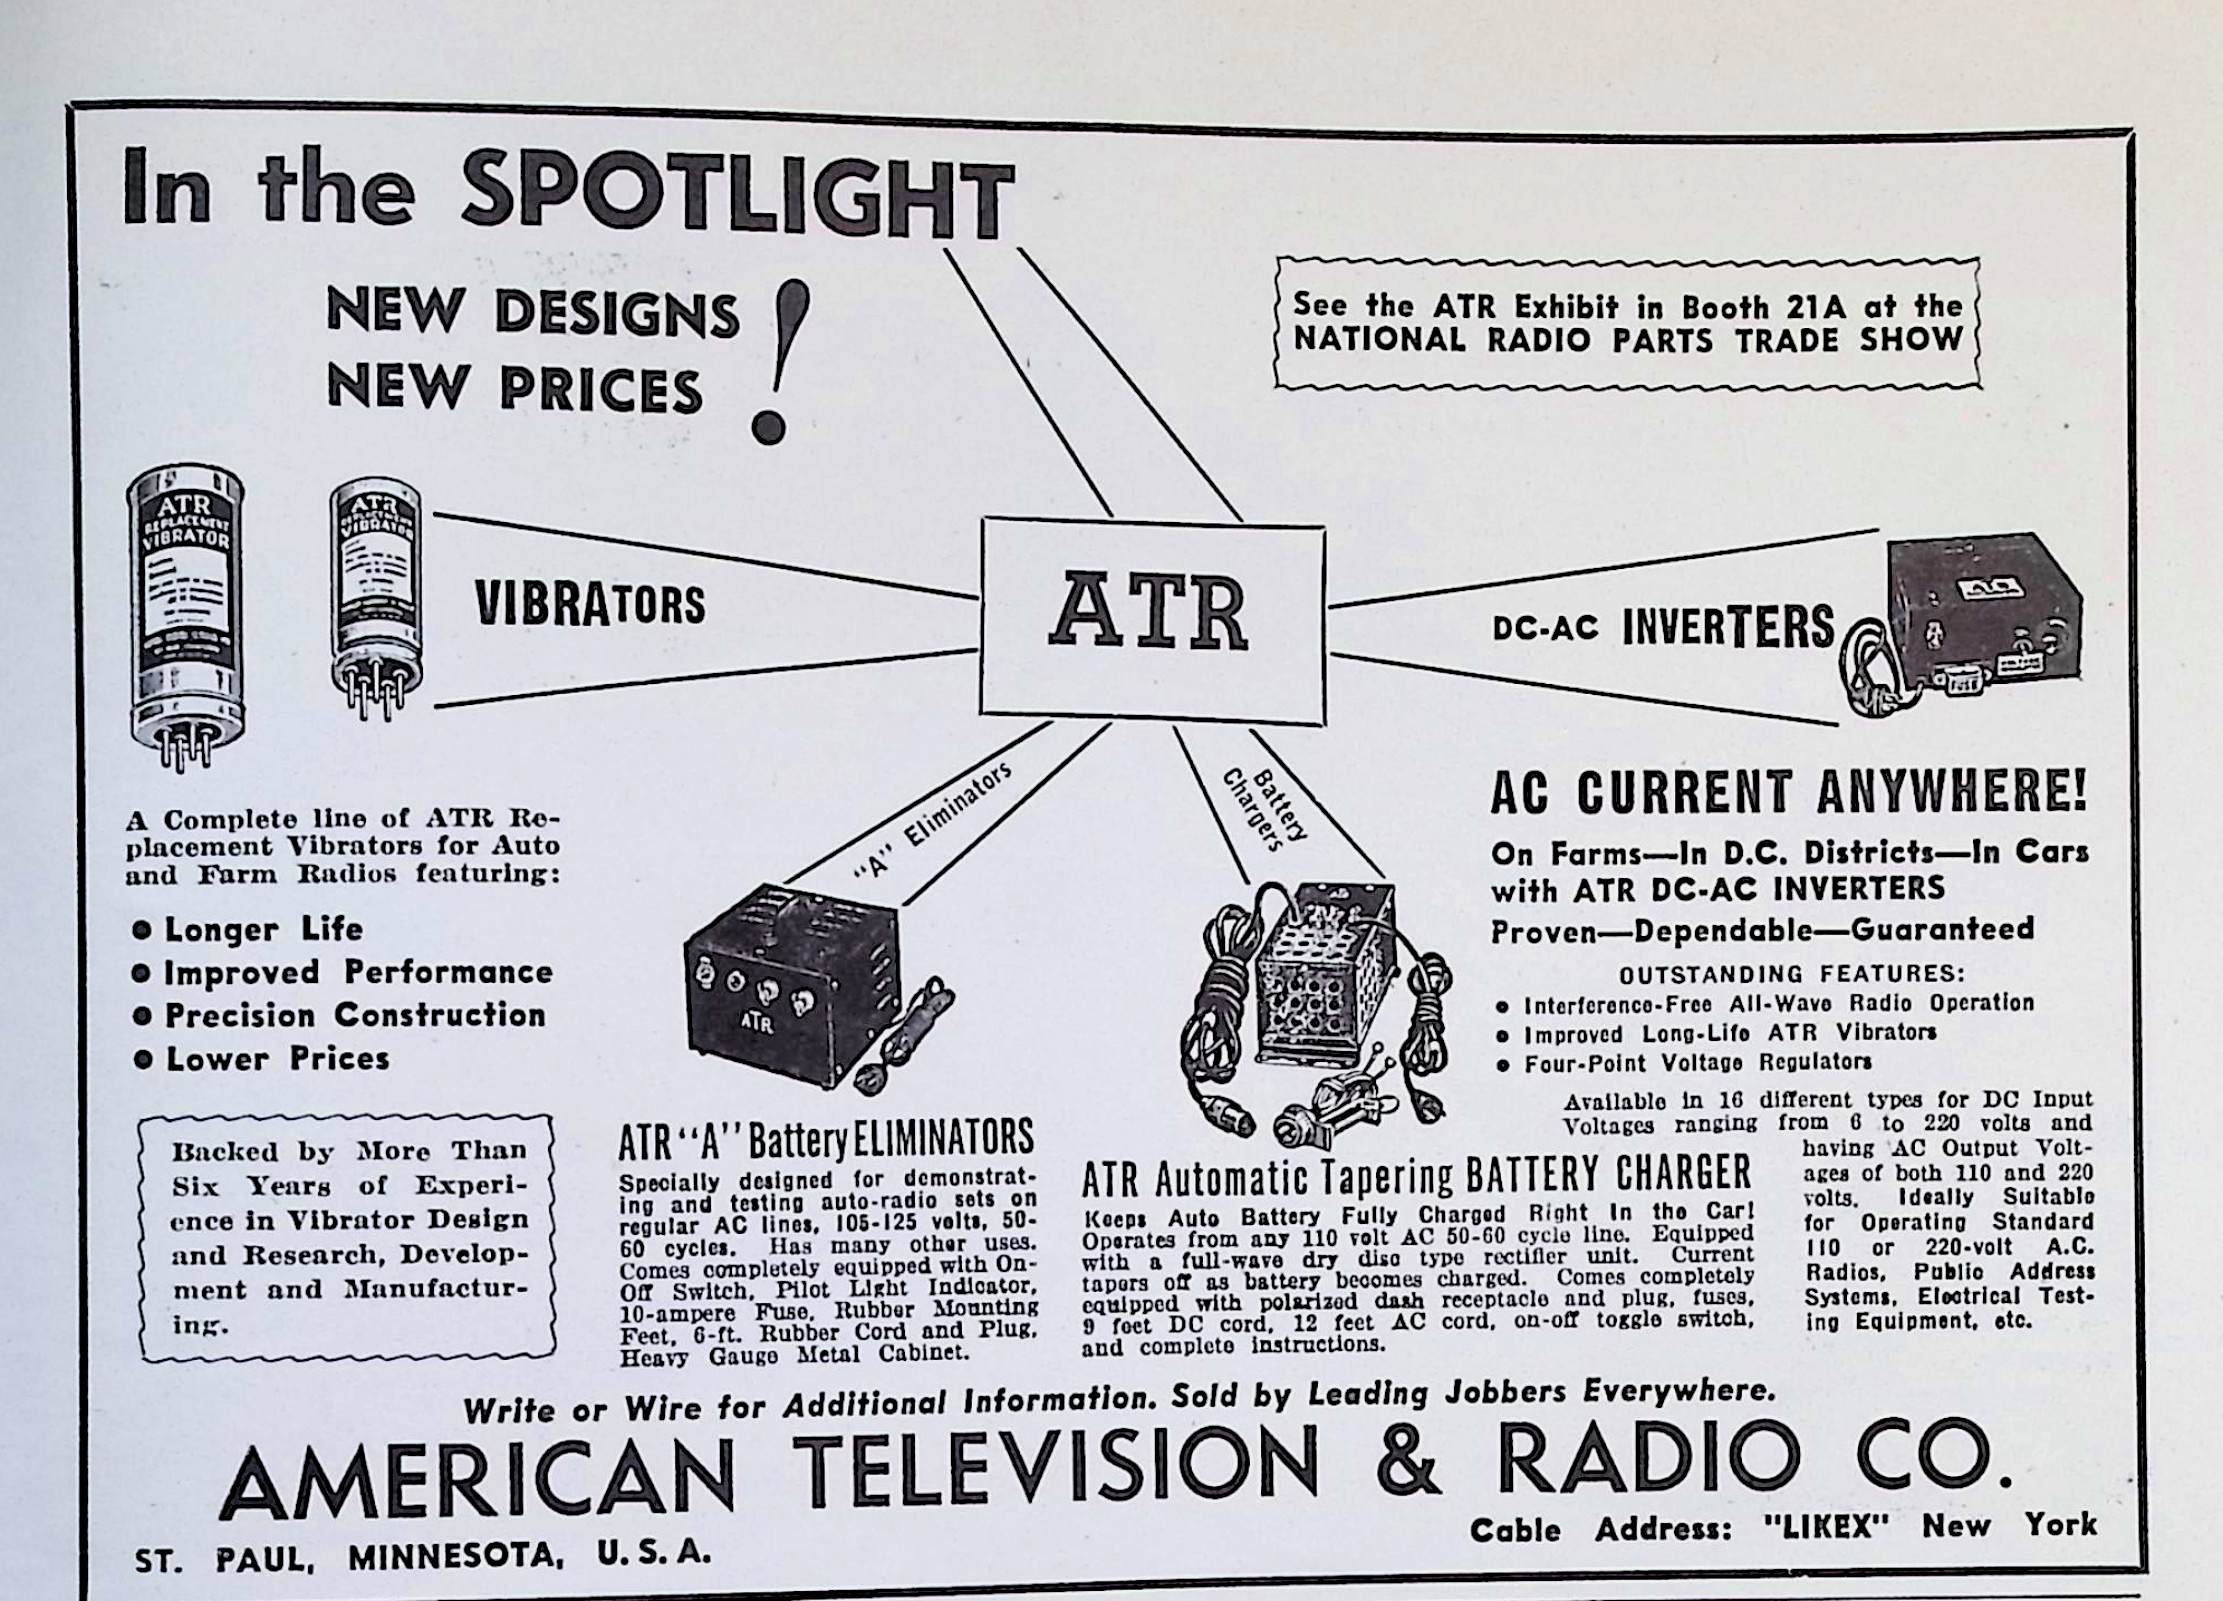 In the SPOTLIGHT
NEW DESIGNS
NEW PRICES !
See the ATR Exhibit in Booth 21A at the
NATIONAL RADIO PARTS TRADE SHOW
ATR
REPLACEMENT
VIBRATOR
ATR
VIBRATOR
VIBRATORS
ATR
DC-AC INVERTERS
ATR
FUSE
"A" Eliminators
Battery
Chargers
A Complete line of ATR Re-
placement Vibrators for Auto
and Farm Radios featuring:
● Longer Life
● Improved Performance
● Precision Construction
● Lower Prices
Backed by More Than
Six Years of Experi-
ence in Vibrator Design
and Research, Develop-
ment and Manufactur-
ing.
ATR
ATR "A" Battery ELIMINATORS
Specially designed for demonstrat-
ing and testing auto-radio sets on
regular AC lines, 105-125 volts, 50-
60 cycles. Has many other uses.
Comes completely equipped with On-
Off Switch, Pilot Light Indicator,
10-ampere Fuse, Rubber Mounting
Feet, 6-ft. Rubber Cord and Plug,
Heavy Gauge Metal Cabinet.
ATR Automatic Tapering BATTERY CHARGER
Keeps Auto Battery Fully Charged Right In the Car!
Operates from any 110 volt AC 50-60 cycle line. Equipped
with a full-wave dry disc type rectifier unit. Current
tapers off as battery becomes charged. Comes completely
equipped with polarized dash receptacle and plug, fuses,
9 feet DC cord, 12 feet AC cord, on-off toggle switch,
and complete instructions.
AC CURRENT ANYWHERE!
On Farms—In D.C. Districts—In Cars
with ATR DC-AC INVERTERS
Proven—Dependable—Guaranteed
OUTSTANDING FEATURES:
● Interference-Free All-Wave Radio Operation
● Improved Long-Life ATR Vibrators
● Four-Point Voltage Regulators
Available in 16 different types for DC Input
Voltages ranging from 6 to 220 volts and
having AC Output Volt-
ages of both 110 and 220
volts. Ideally Suitable
for Operating Standard
110 or 220-volt A.C.
Radios, Public Address
Systems, Electrical Test-
ing Equipment, etc.
Write or Wire for Additional Information. Sold by Leading Jobbers Everywhere.
AMERICAN TELEVISION & RADIO CO.
ST. PAUL, MINNESOTA, U. S. A.
Cable Address: "LIKEX" New York